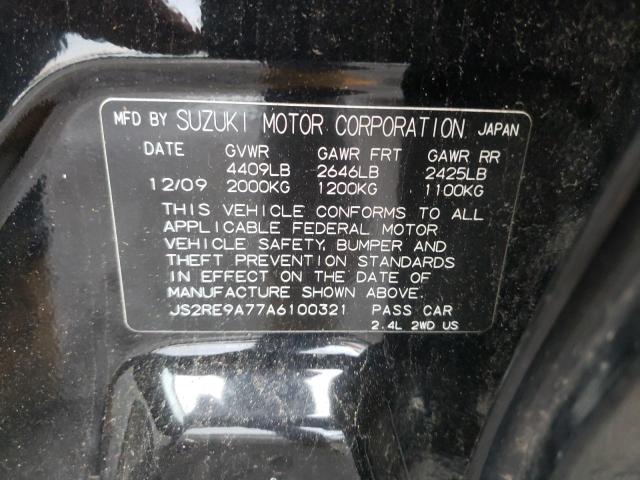 MFD BY SUZUKI MOTOR CORPORATION JAPAN
DATE GVWR GAWR FRT GAWR RR
4409LB 2646LB 2425LB
12/09 2000KG 1200KG 1100KG
THIS VEHICLE CONFORMS TO ALL
APPLICABLE FEDERAL MOTOR
VEHICLE SAFETY, BUMPER AND
THEFT PREVENTION STANDARDS
IN EFFECT ON THE DATE OF
MANUFACTURE SHOWN ABOVE.
JS2RE9A77A6100321 PASS CAR
2.4L 2WD US